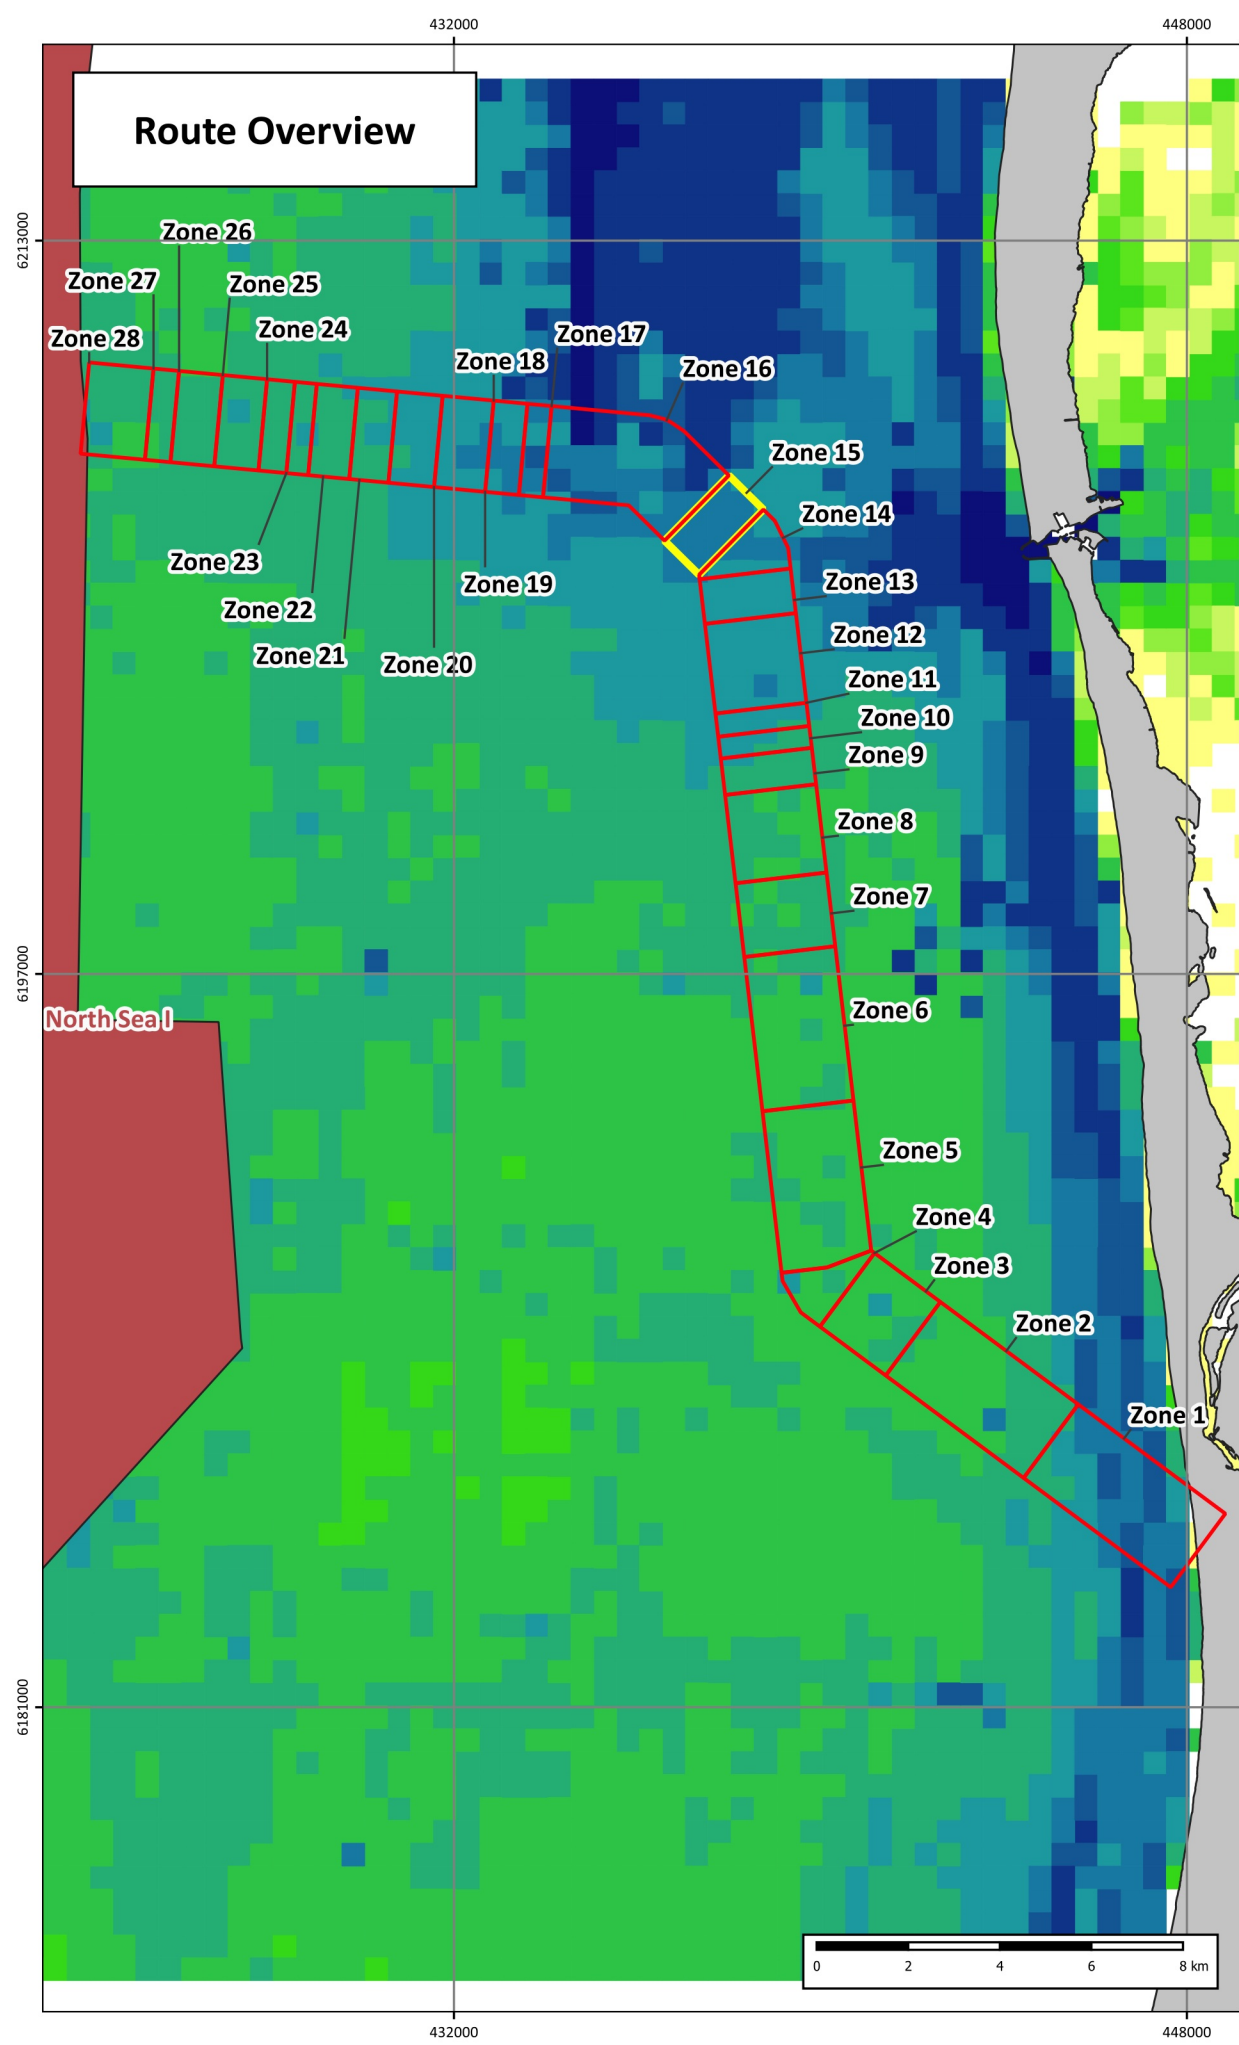 432000
448000
Route Overview
6213000
Zone 26
Zone 27
Zone 25
Zone 24
Zone 28
Zone 17
Zone 18
Zone 16
Zone 15
Zone 14
Zone 23
Zone 19
Zone 13
Zone 22
Zone 12
Zone 21
Zone 20
Zone 11
Zone 10
Zone 9
Zone 8
Zone 7
6197000
Zone 6
North Sea I
Zone 5
Zone 4
Zone 3
Zone 2
Zone 1
6181000
0 2 4 6 8 km
432000
448000